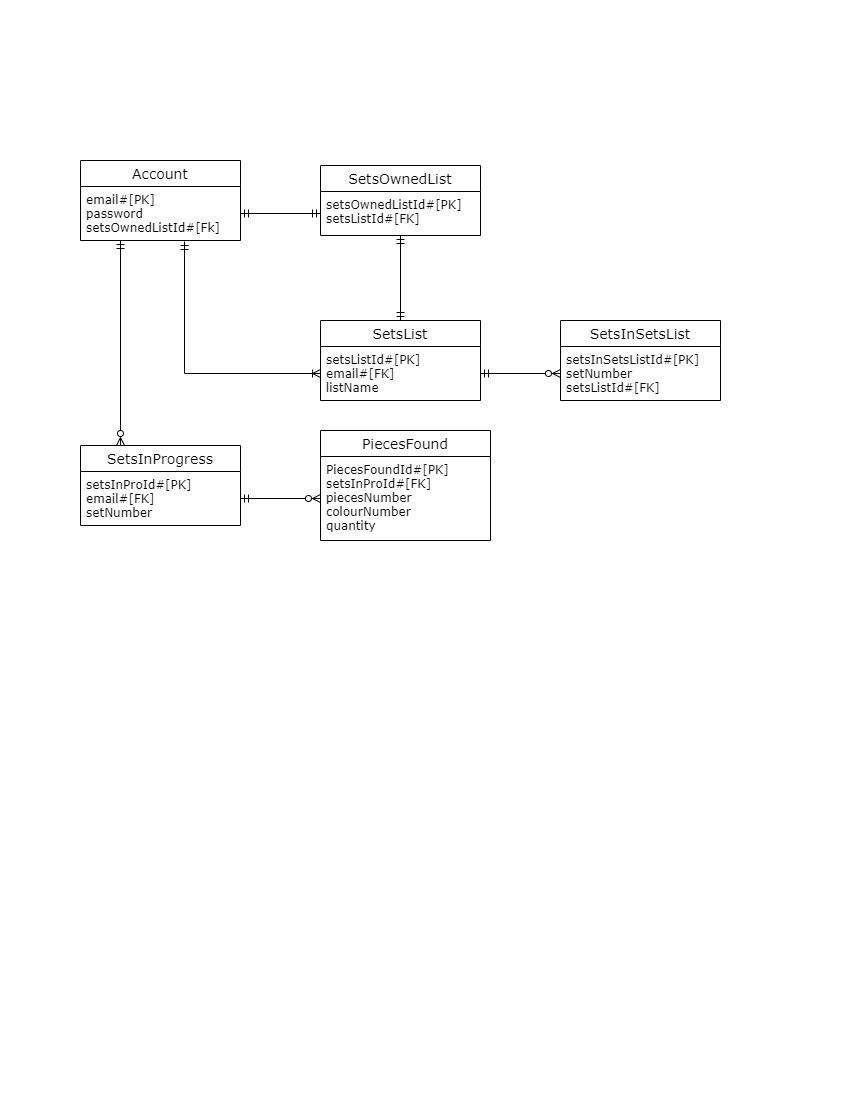 Account
email#[PK]
password
setsOwnedListId#[Fk]
SetsOwnedList
setsOwnedListId#[PK]
setsListId#[FK]
SetsList
setsListId#[PK]
email#[FK]
listName
SetsInSetsList
setsInSetsListId#[PK]
setNumber
setsListId#[FK]
SetsInProgress
setsInProId#[PK]
email#[FK]
setNumber
PiecesFound
PiecesFoundId#[PK]
setsInProId#[FK]
piecesNumber
colourNumber
quantity